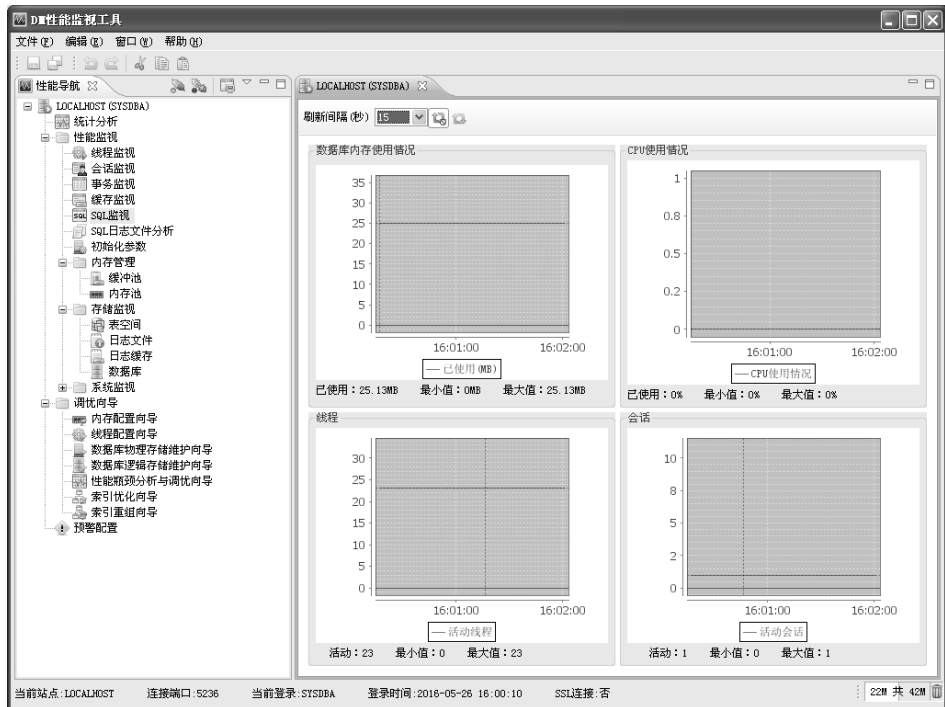 DM性能监视工具
文件(F) 编辑(E) 窗口(W) 帮助(H)
性能导航
LOCALHOST(SYSDBA)
统计分析
性能监视
线程监视
会话监视
事务监视
缓存监视
SQL SQL监视
SQL日志文件分析
初始化参数
内存管理
缓冲池
内存池
存储监视
表空间
日志文件
日志缓存
数据库
系统监视
调优向导
内存配置向导
线程配置向导
数据库物理存储维护向导
数据库逻辑存储维护向导
性能瓶颈分析与调优向导
索引优化向导
索引重组向导
预警配置
LOCALHOST(SYSDBA)
刷新间隔(秒) 15
数据库内存使用情况
35
30
25
20
15
10
5
0
16:01:00 16:02:00
已使用(MB)
已使用：25.13MB 最小值：0MB 最大值：25.13MB
CPU使用情况
1
0.8
0.5
0.2
0
16:01:00 16:02:00
CPU使用情况
已使用：0% 最小值：0% 最大值：0%
线程
30
25
20
15
10
5
0
16:01:00 16:02:00
活动线程
活动：23 最小值：0 最大值：23
会话
10
8
5
2
0
16:01:00 16:02:00
活动会话
活动：1 最小值：0 最大值：1
当前站点:LOCALHOST 连接端口:5236 当前登录:SYSDBA 登录时间:2016-05-26 16:00:10 SSL连接:否 22M 共 42M